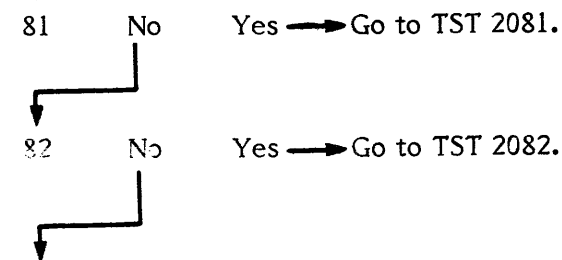 81 No Yes Go to TST 2081.
82 No Yes Go to TST 2082.